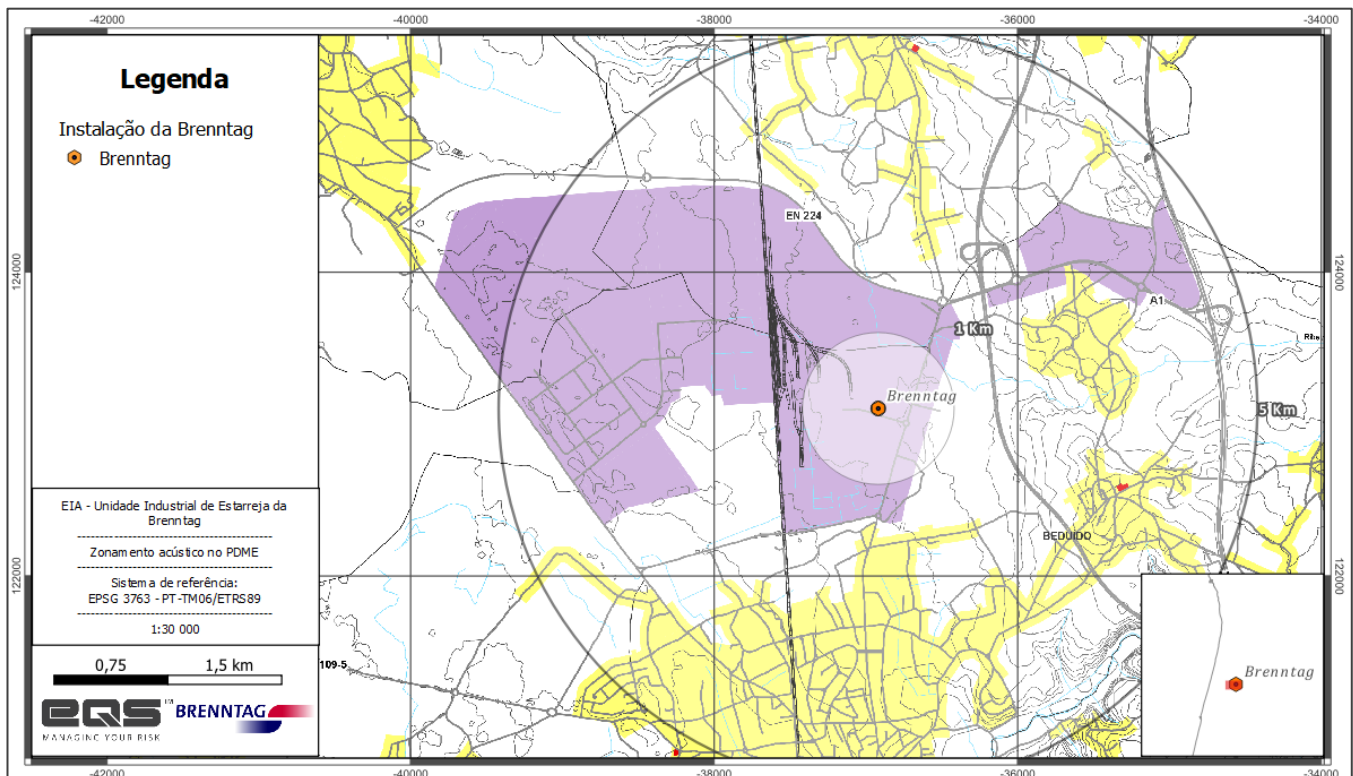 -42000
-40000
-38000
-36000
-34000
Legenda
Instalação da Brenntag
Brenntag
EN 224
124000
124000
A1
1 Km
Ribe
Brenntag
5 Km
EIA - Unidade Industrial de Estarreja da
Brenntag
Zonamento acústico no PDME
Sistema de referência:
EPSG 3763 - PT-TM06/ETRS89
1:30 000
BEDUIDO
122000
122000
0,75
1,5 km
109-5
Brenntag
eQS™
MANAGING YOUR RISK
BRENNTAG
-42000
-40000
-38000
-36000
-34000